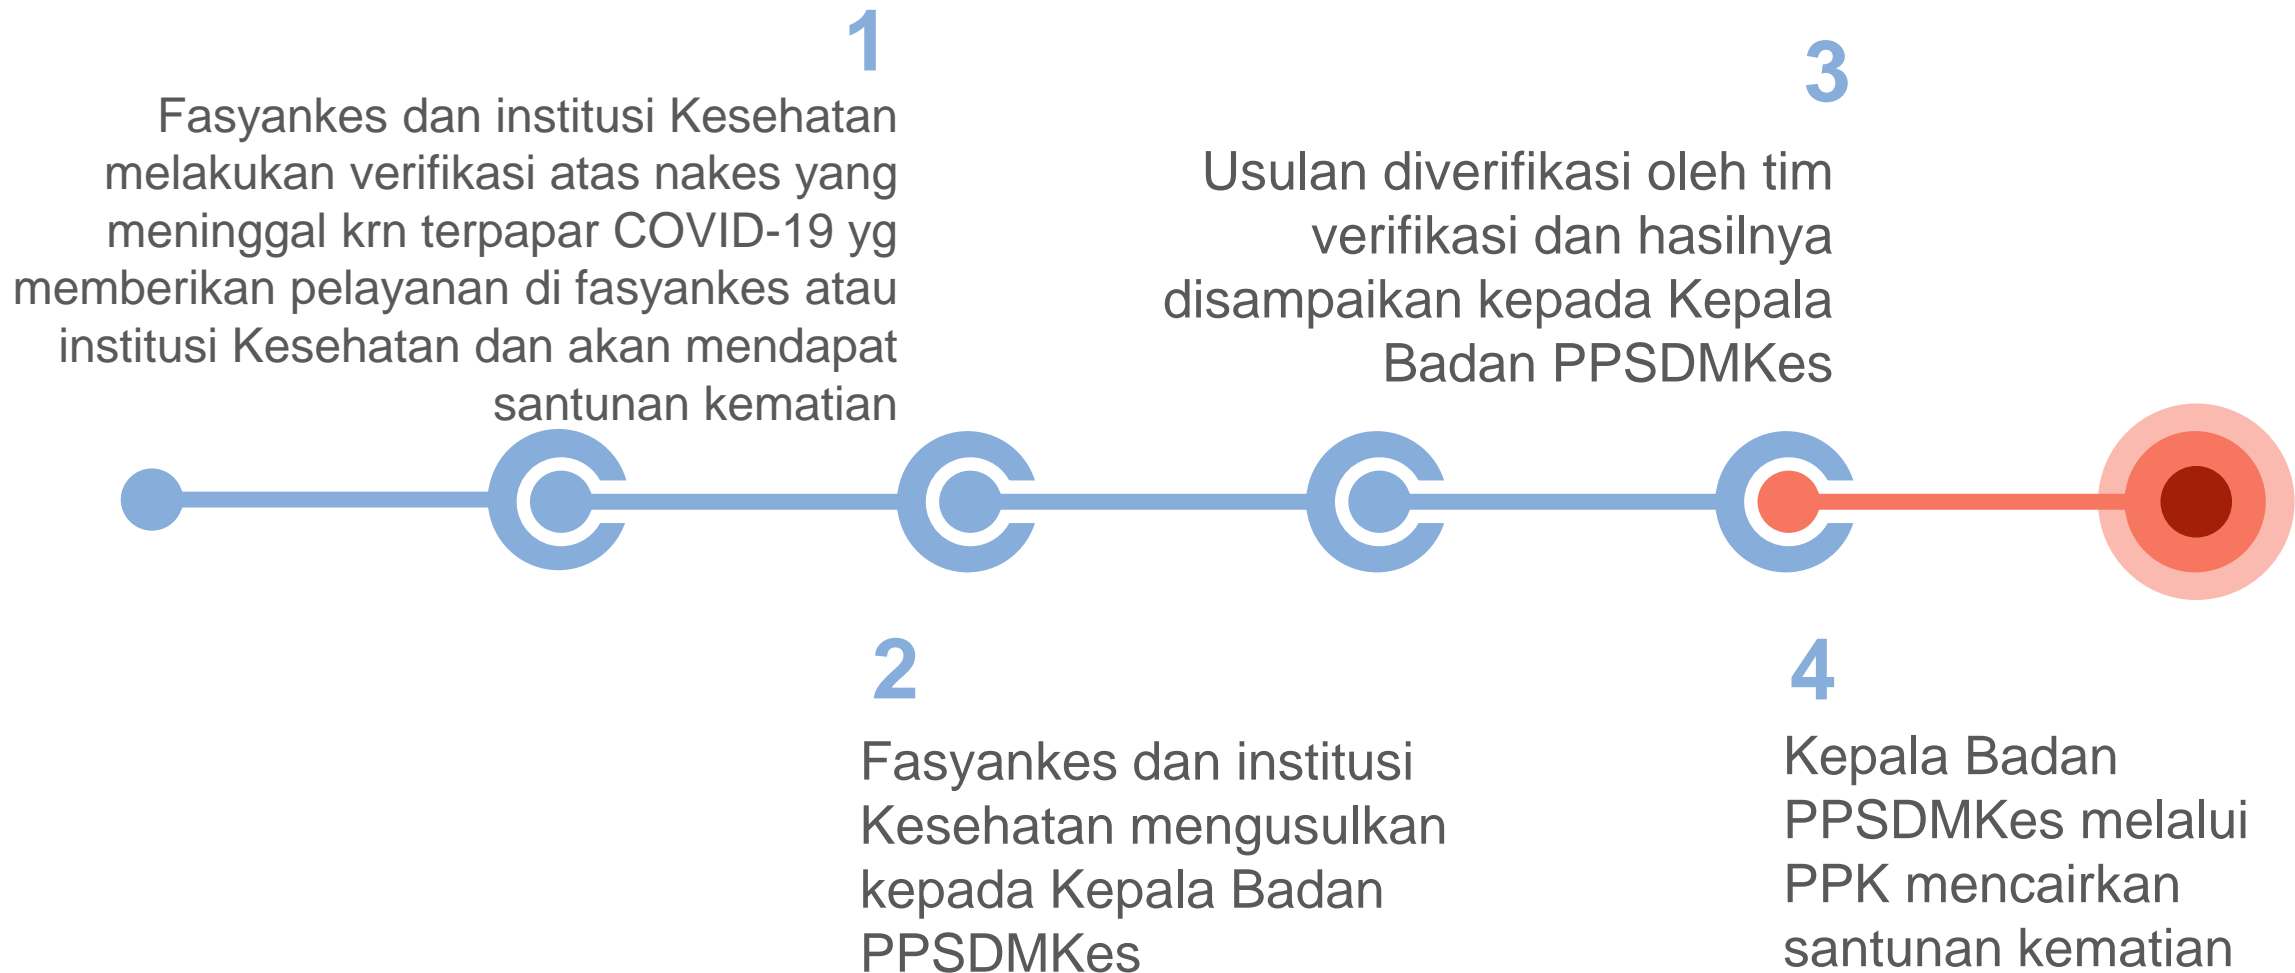 1
Fasyankes dan institusi Kesehatan
melakukan verifikasi atas nakes yang
meninggal krn terpapar COVID-19 yg
memberikan pelayanan di fasyankes atau
institusi Kesehatan dan akan mendapat
santunan kematian
2
Fasyankes dan institusi
Kesehatan mengusulkan
kepada Kepala Badan
PPSDMKes
3
Usulan diverifikasi oleh tim
verifikasi dan hasilnya
disampaikan kepada Kepala
Badan PPSDMKes
4
Kepala Badan
PPSDMKes melalui
PPK mencairkan
santunan kematian